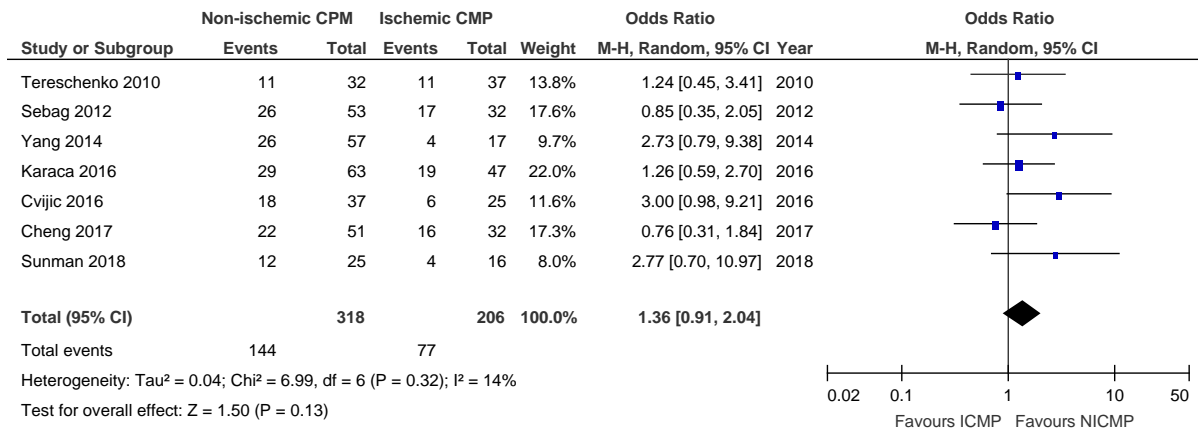 Non-ischemic CPM Ischemic CMP Odds Ratio Odds Ratio
Study or Subgroup Events Total Events Total Weight M-H, Random, 95% CI Year M-H, Random, 95% CI
Tereschenko 2010 11 32 11 37 13.8% 1.24 [0.45, 3.41] 2010
Sebag 2012 26 53 17 32 17.6% 0.85 [0.35, 2.05] 2012
Yang 2014 26 57 4 17 9.7% 2.73 [0.79, 9.38] 2014
Karaca 2016 29 63 19 47 22.0% 1.26 [0.59, 2.70] 2016
Cvijic 2016 18 37 6 25 11.6% 3.00 [0.98, 9.21] 2016
Cheng 2017 22 51 16 32 17.3% 0.76 [0.31, 1.84] 2017
Sunman 2018 12 25 4 16 8.0% 2.77 [0.70, 10.97] 2018
Total (95% CI) 318 206 100.0% 1.36 [0.91, 2.04]
Total events 144 77
Heterogeneity: Tau² = 0.04; Chi² = 6.99, df = 6 (P = 0.32); I² = 14%
Test for overall effect: Z = 1.50 (P = 0.13)
0.02 0.1 1 10 50
Favours ICMP Favours NICMP